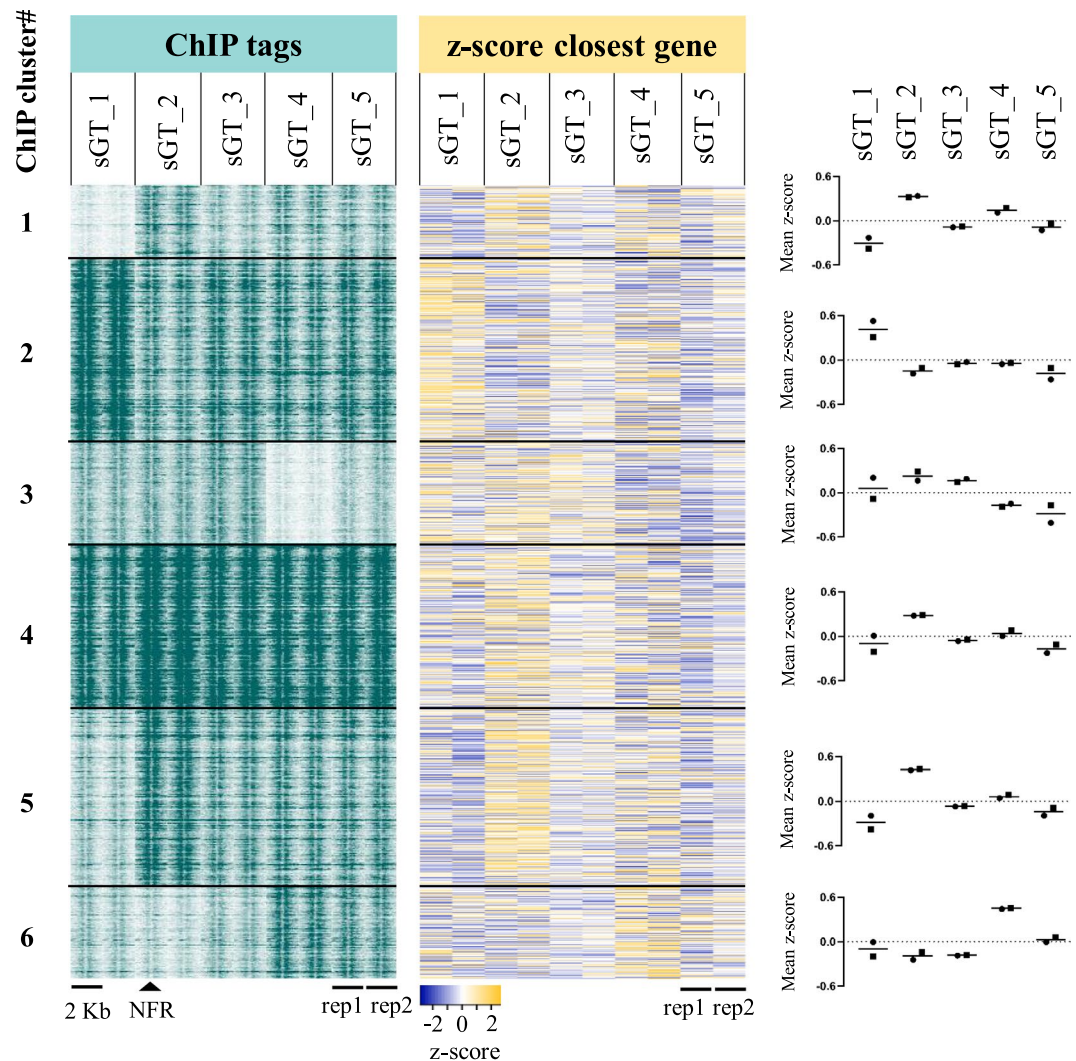 ChIP cluster#
ChIP tags
z-score closest gene
sGT_1
sGT_2
sGT_3
sGT_4
sGT_5
sGT_1
sGT_2
sGT_3
sGT_4
sGT_5
sGT_1
sGT_2
sGT_3
sGT_4
sGT_5
1
2
3
4
5
6
Mean z-score
0.6
0.0
-0.6
Mean z-score
0.6
0.0
-0.6
Mean z-score
0.6
0.0
-0.6
Mean z-score
0.6
0.0
-0.6
Mean z-score
0.6
0.0
-0.6
Mean z-score
0.6
0.0
-0.6
2 Kb
NFR
rep1 rep2
-2 0 2
z-score
rep1 rep2